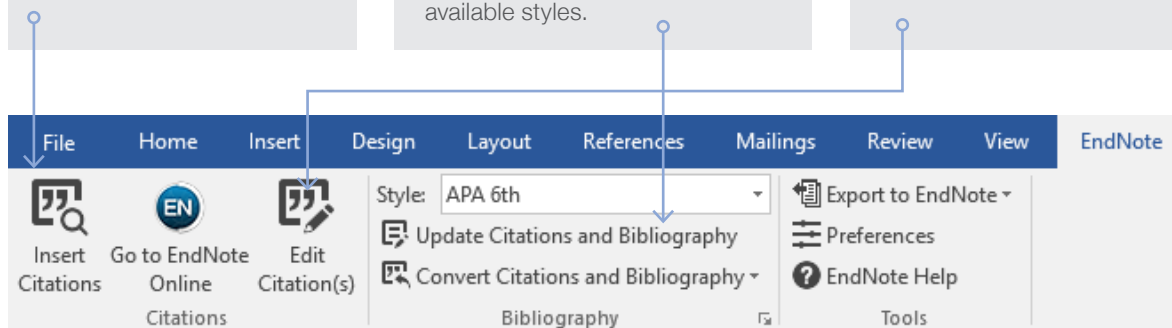 available styles.
File Home Insert Design Layout References Mailings Review View EndNote
Insert Citations
EN
Go to EndNote Online
Edit Citation(s)
Citations
Style: APA 6th
Update Citations and Bibliography
Convert Citations and Bibliography
Bibliography
Export to EndNote
Preferences
EndNote Help
Tools